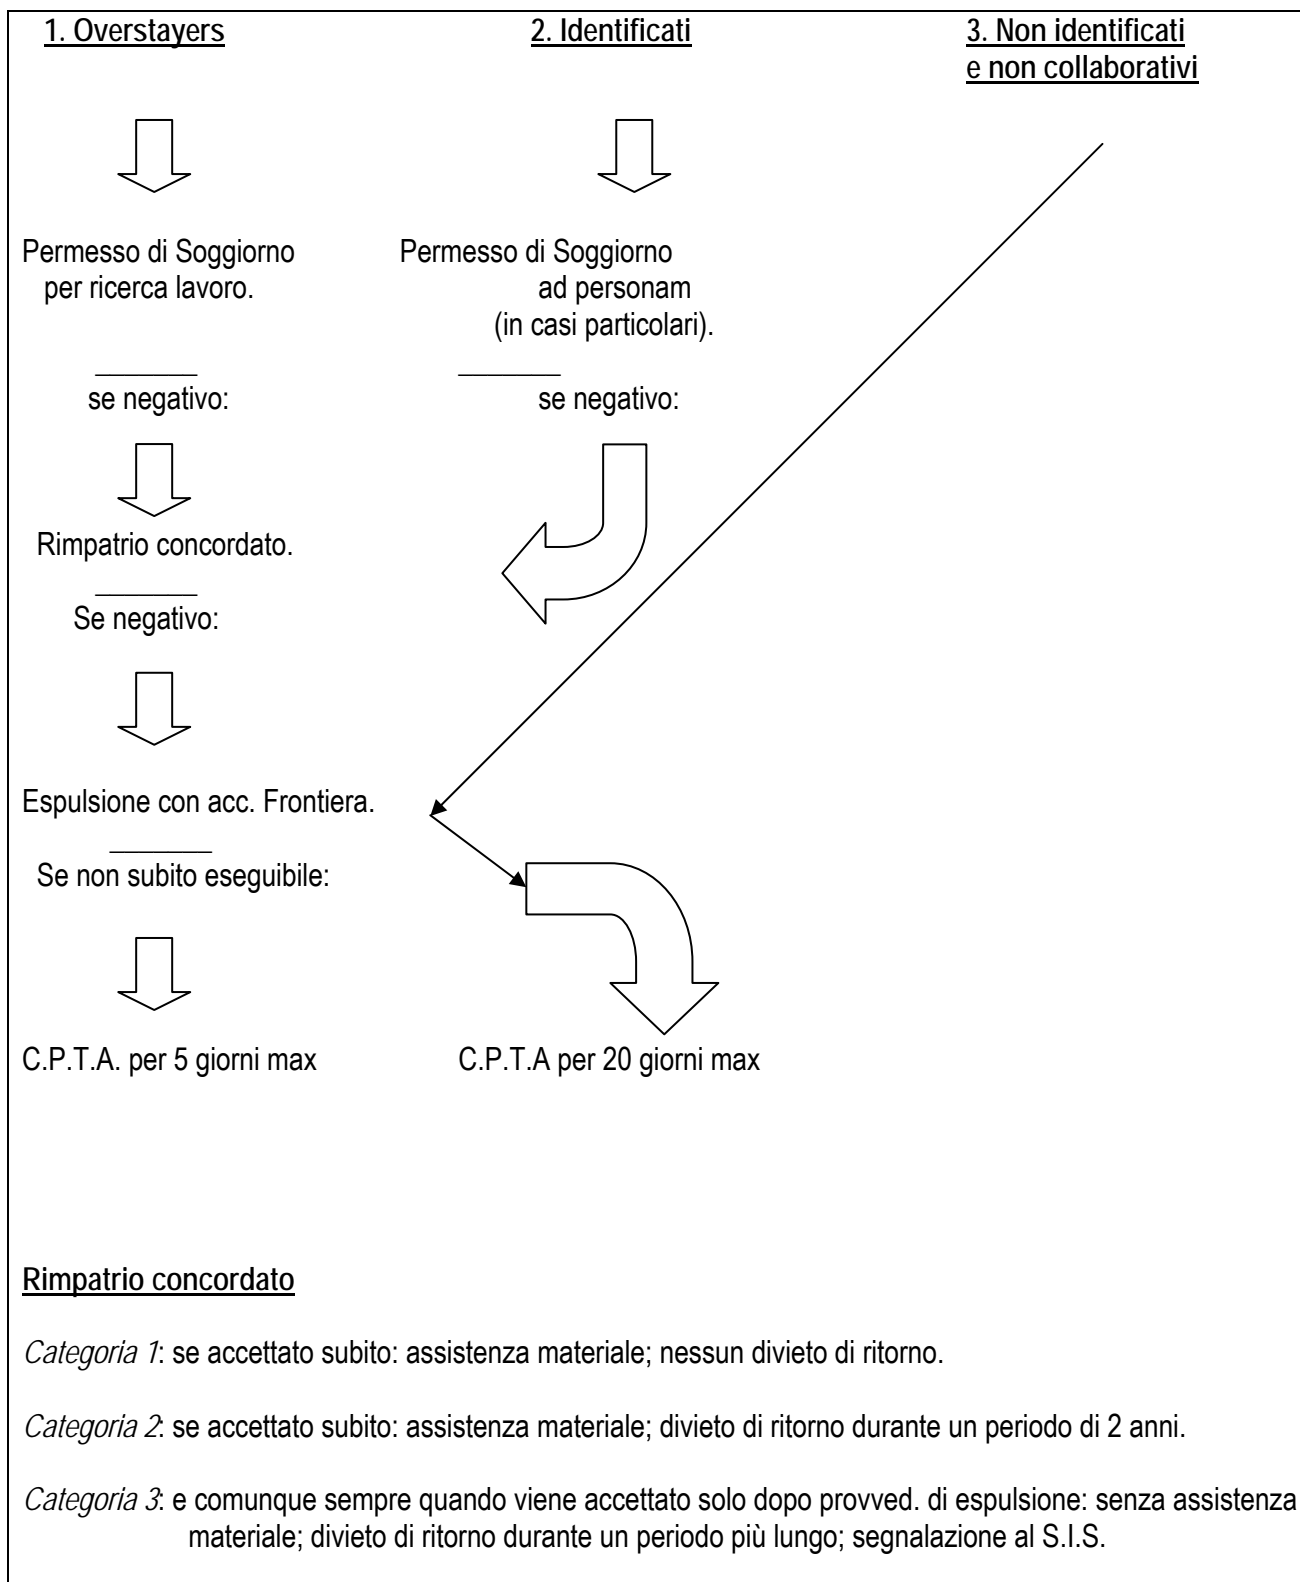 1. Overstayers
2. Identificati
3. Non identificati
e non collaborativi
Permesso di Soggiorno
per ricerca lavoro.
Permesso di Soggiorno
ad personam
(in casi particolari).
se negativo:
se negativo:
Rimpatrio concordato.
Se negativo:
Espulsione con acc. Frontiera.
Se non subito eseguibile:
C.P.T.A. per 5 giorni max
C.P.T.A per 20 giorni max
Rimpatrio concordato
Categoria 1: se accettato subito: assistenza materiale; nessun divieto di ritorno.
Categoria 2: se accettato subito: assistenza materiale; divieto di ritorno durante un periodo di 2 anni.
Categoria 3: e comunque sempre quando viene accettato solo dopo provved. di espulsione: senza assistenza
materiale; divieto di ritorno durante un periodo più lungo; segnalazione al S.I.S.